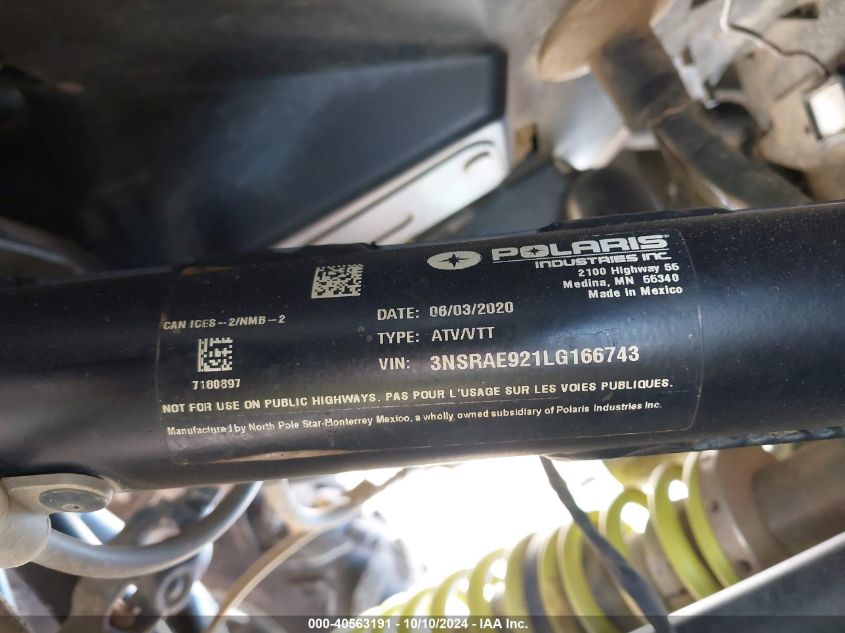 POLARIS
INDUSTRIES INC.
2100 Highway 55
Medina, MN 55340
Made in Mexico
CAN ICES-2/NMB-2
DATE: 06/03/2020
TYPE: ATV/VTT
VIN: 3NSRAE921LG166743
7180897
NOT FOR USE ON PUBLIC HIGHWAYS. PAS POUR L'USAGE SUR LES VOIES PUBLIQUES.
Manufactured by North Pole Star-Monterrey Mexico, a wholly owned subsidiary of Polaris Industries Inc.
000-40563191 - 10/10/2024 - IAA Inc.